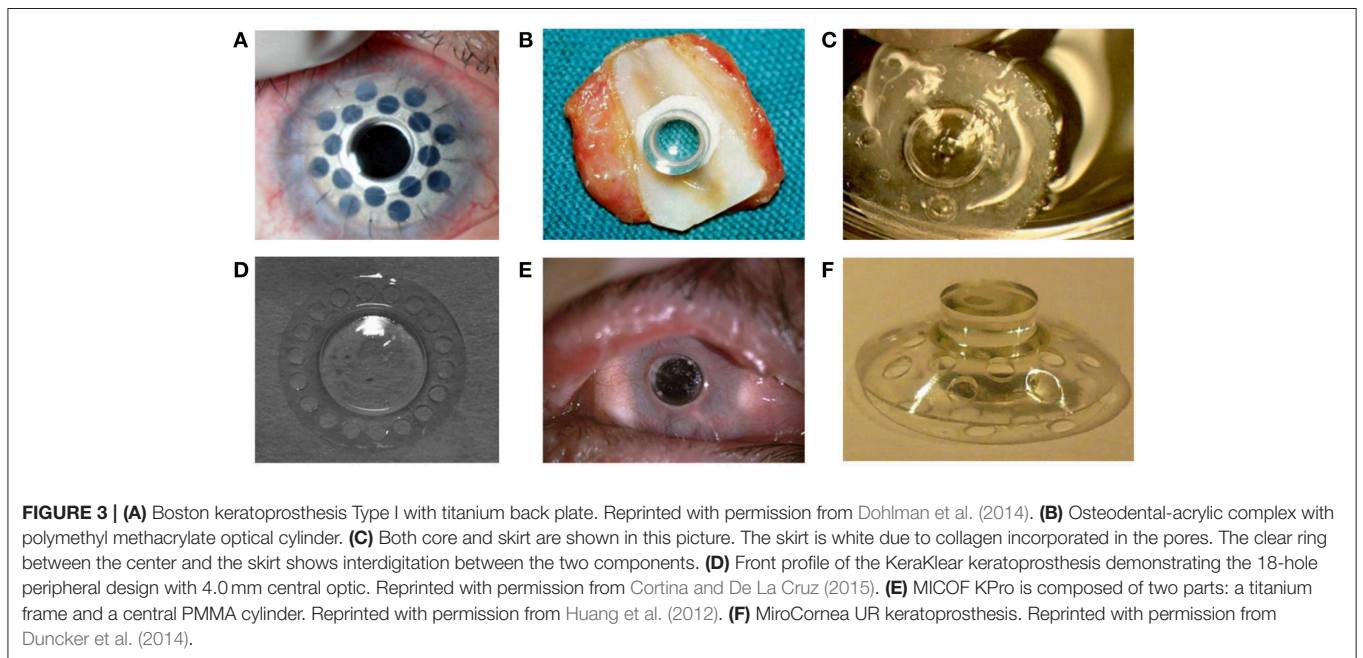 A
B
C
D
E
F
FIGURE 3 | (A) Boston keratoprosthesis Type I with titanium back plate. Reprinted with permission from Dohlman et al. (2014). (B) Osteodental-acrylic complex with
polymethyl methacrylate optical cylinder. (C) Both core and skirt are shown in this picture. The skirt is white due to collagen incorporated in the pores. The clear ring
between the center and the skirt shows interdigitation between the two components. (D) Front profile of the KeraKlear keratoprosthesis demonstrating the 18-hole
peripheral design with 4.0 mm central optic. Reprinted with permission from Cortina and De La Cruz (2015). (E) MICOF KPro is composed of two parts: a titanium
frame and a central PMMA cylinder. Reprinted with permission from Huang et al. (2012). (F) MiroCornea UR keratoprosthesis. Reprinted with permission from
Duncker et al. (2014).